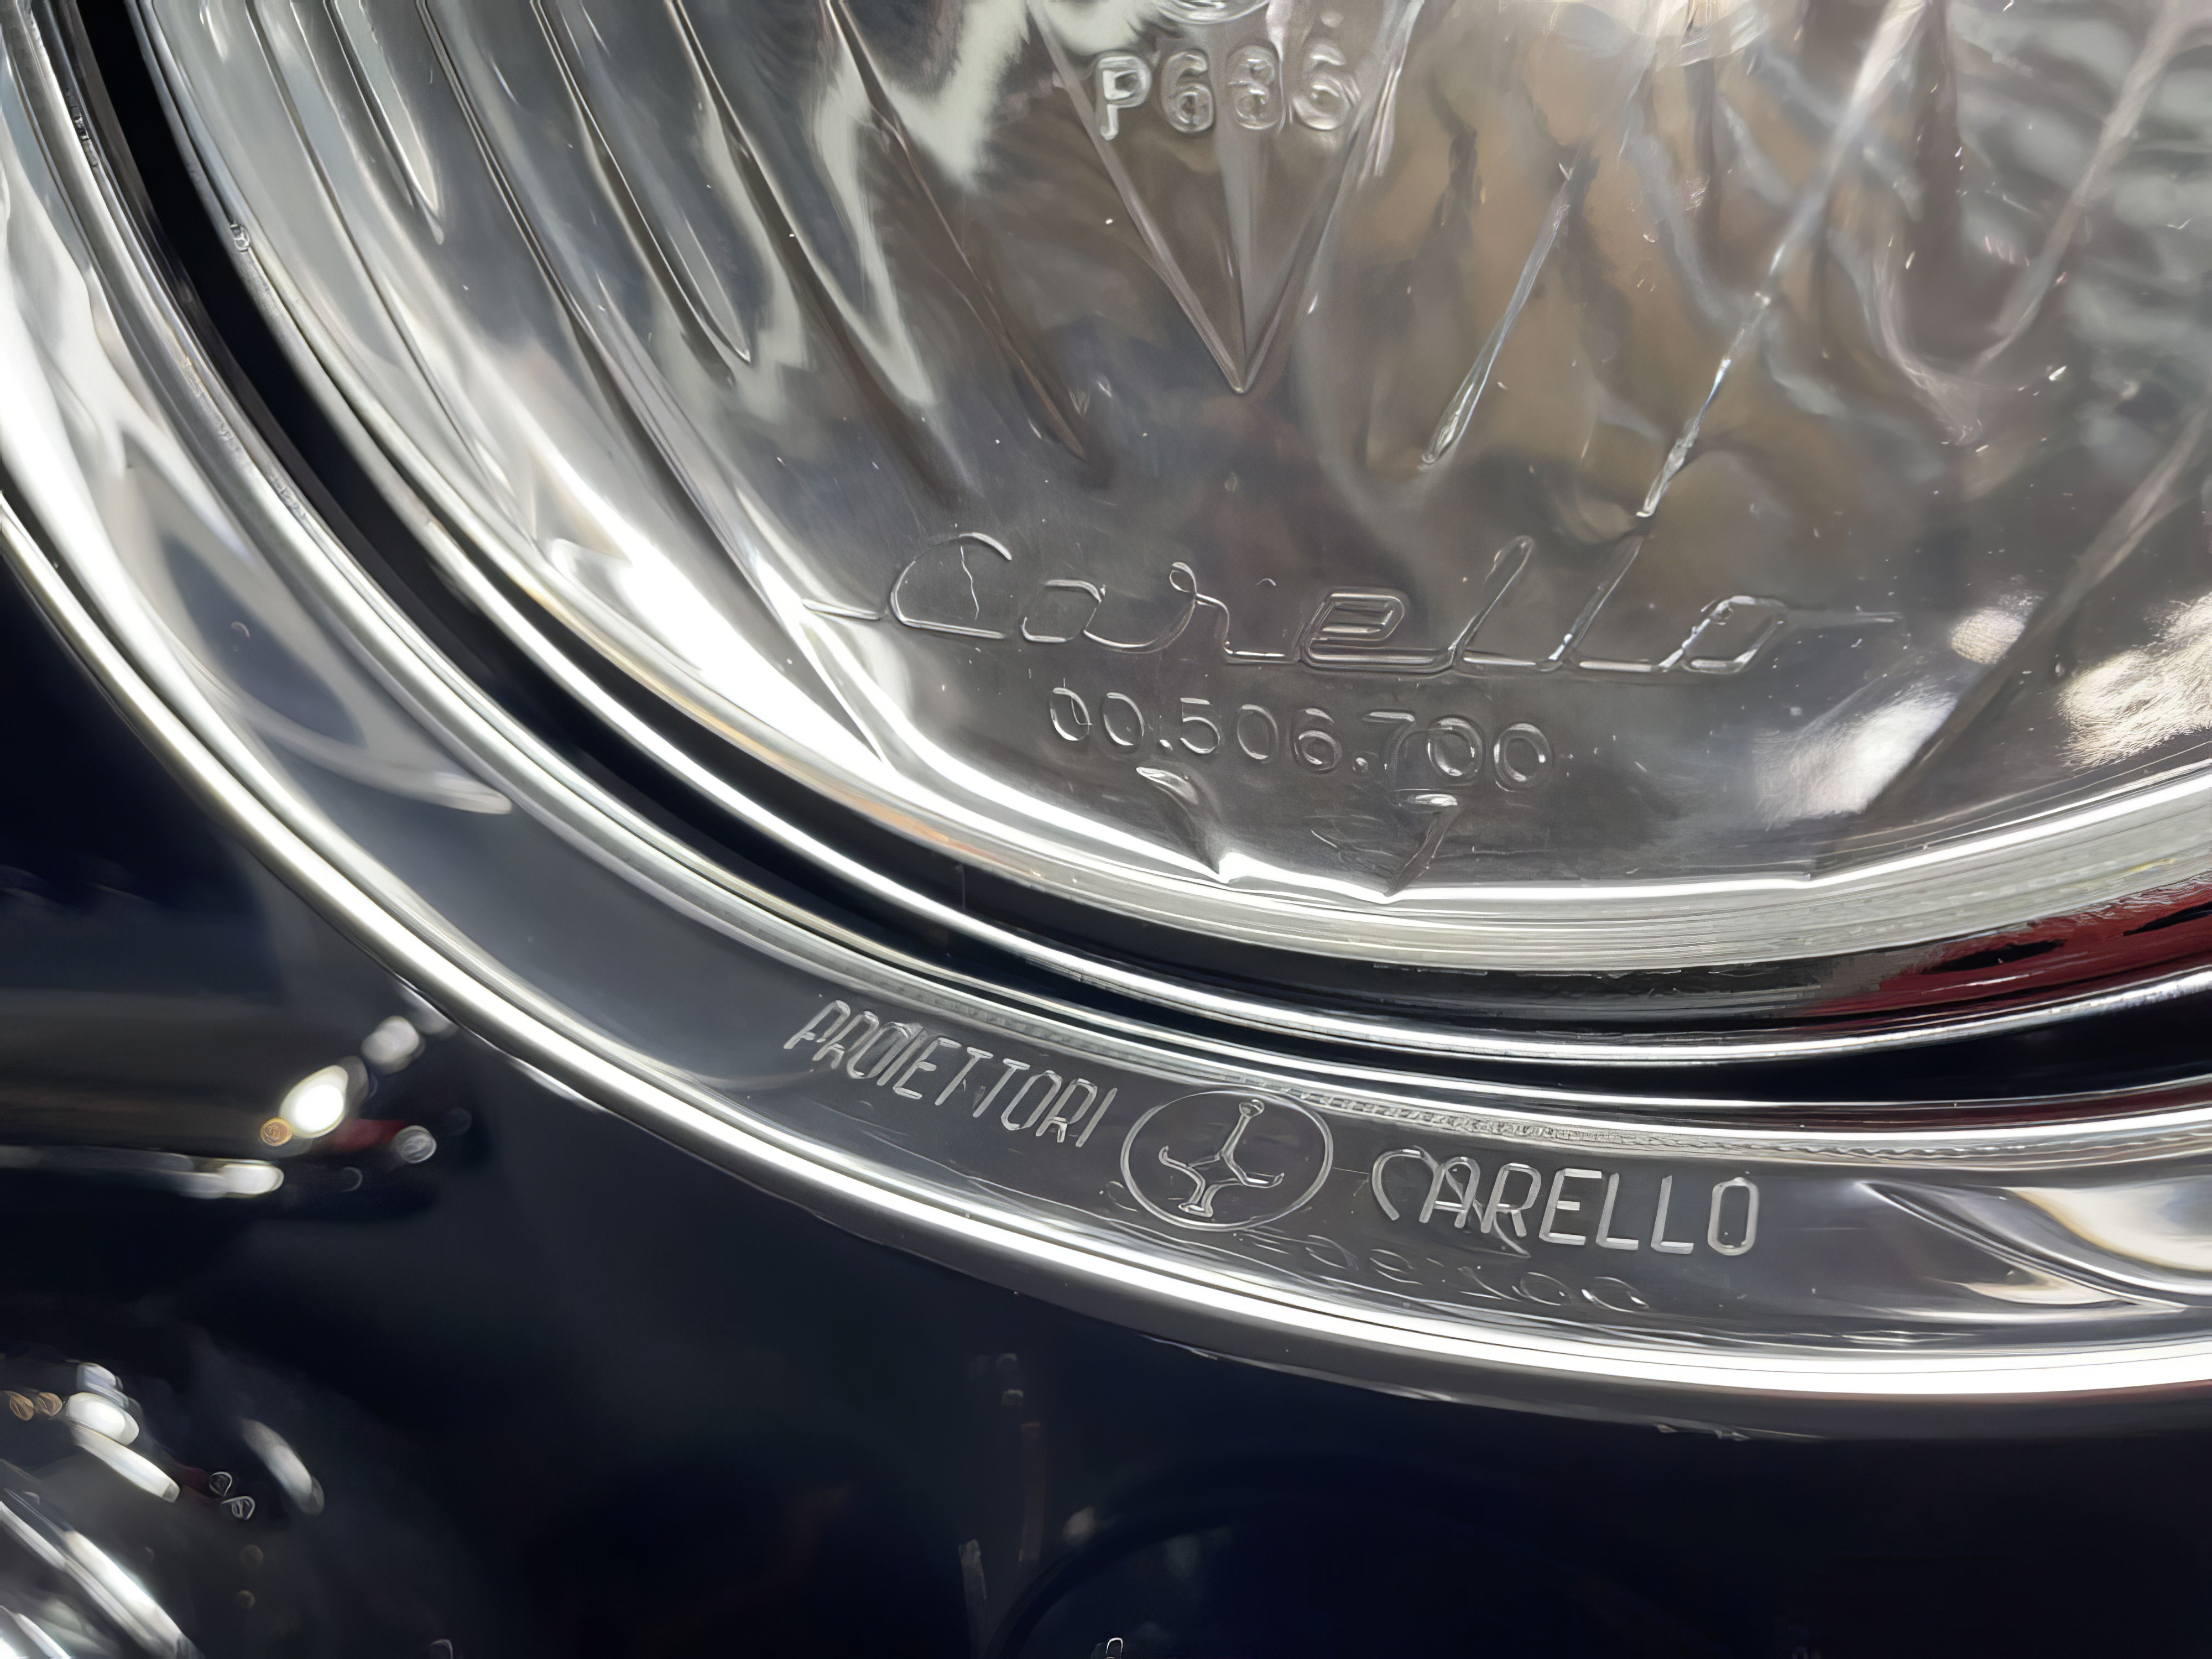 P686
Carello
00.506.700
PROIETTORI CARELLO